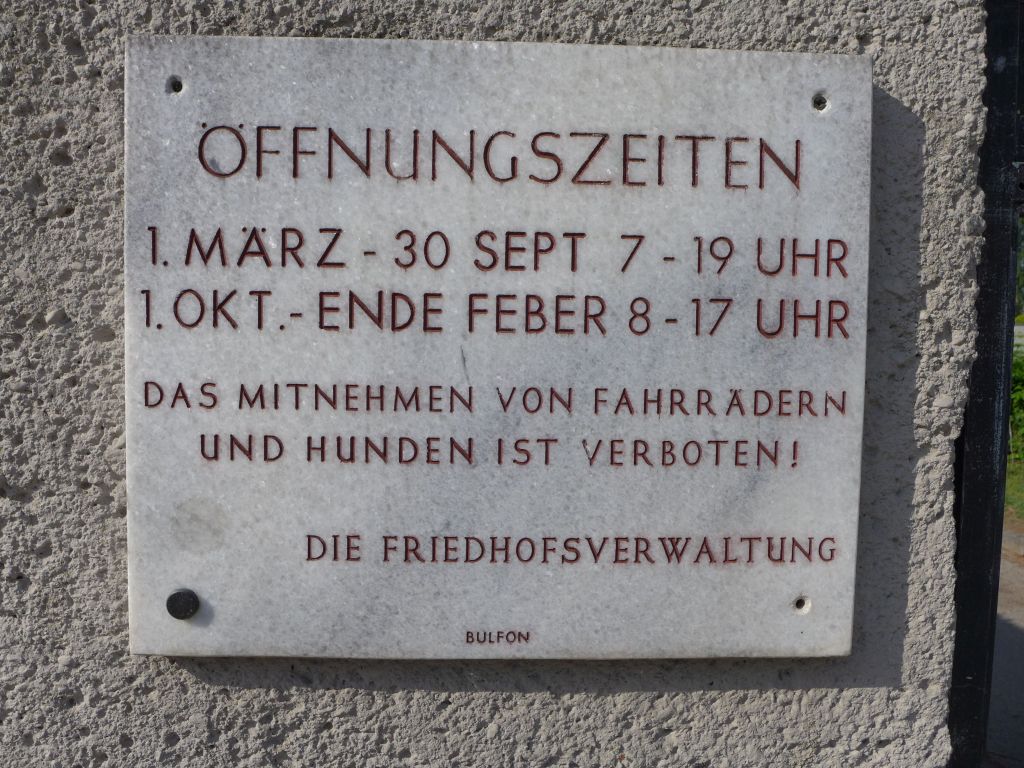 ÖFFNUNGSZEITEN
1. MÄRZ - 30 SEPT 7 - 19 UHR
1. OKT. - ENDE FEBER 8 - 17 UHR
DAS MITNEHMEN VON FAHRRÄDERN
UND HUNDEN IST VERBOTEN!
DIE FRIEDHOFSVERWALTUNG
BULFON